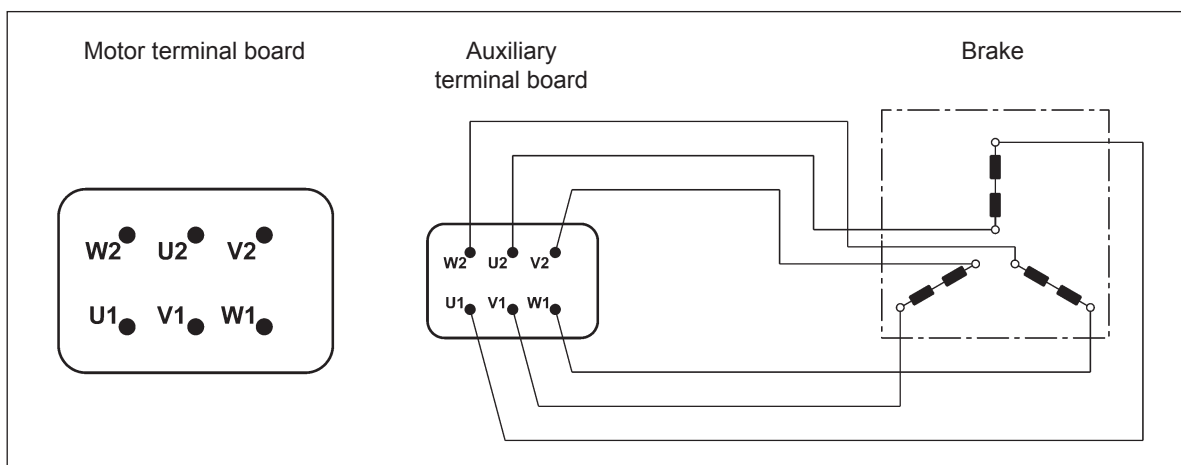 Motor terminal board
Auxiliary
terminal board
Brake
W2 U2 V2
U1 V1 W1
W2 U2 V2
U1 V1 W1